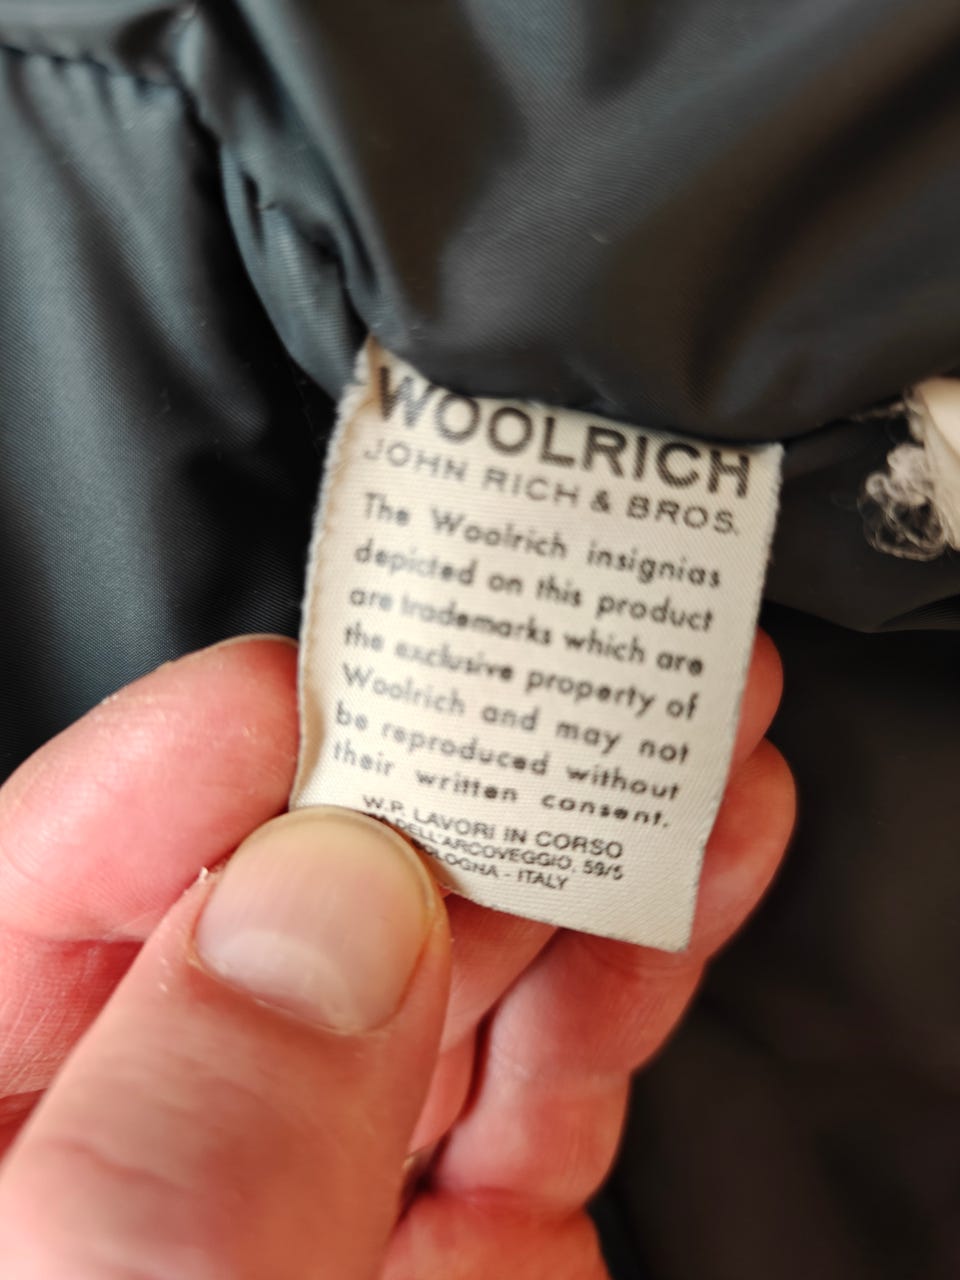 WOOLRICH
JOHN RICH & BROS.
The Woolrich insignias
depicted on this product
are trademarks which are
the exclusive property of
Woolrich and may not
be reproduced without
their written consent.
W.P. LAVORI IN CORSO
DELL'ARCOVEGGIO, 59/5
BOLOGNA - ITALY